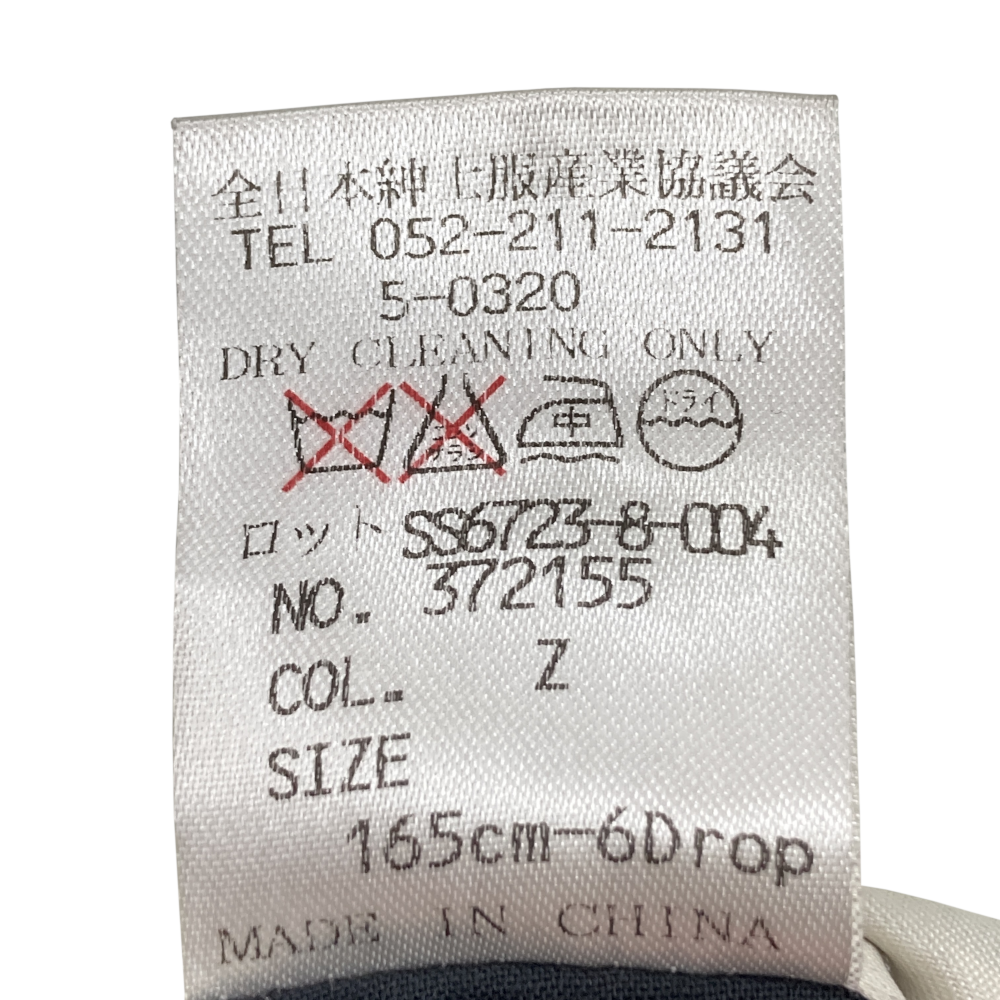 全日本紳士服産業協議会
TEL 052-211-2131
5-0320
DRY CLEANING ONLY
中 ドライ
ロット SS6723-8-004
NO. 372155
COL. Z
SIZE
165cm-6Drop
MADE IN CHINA